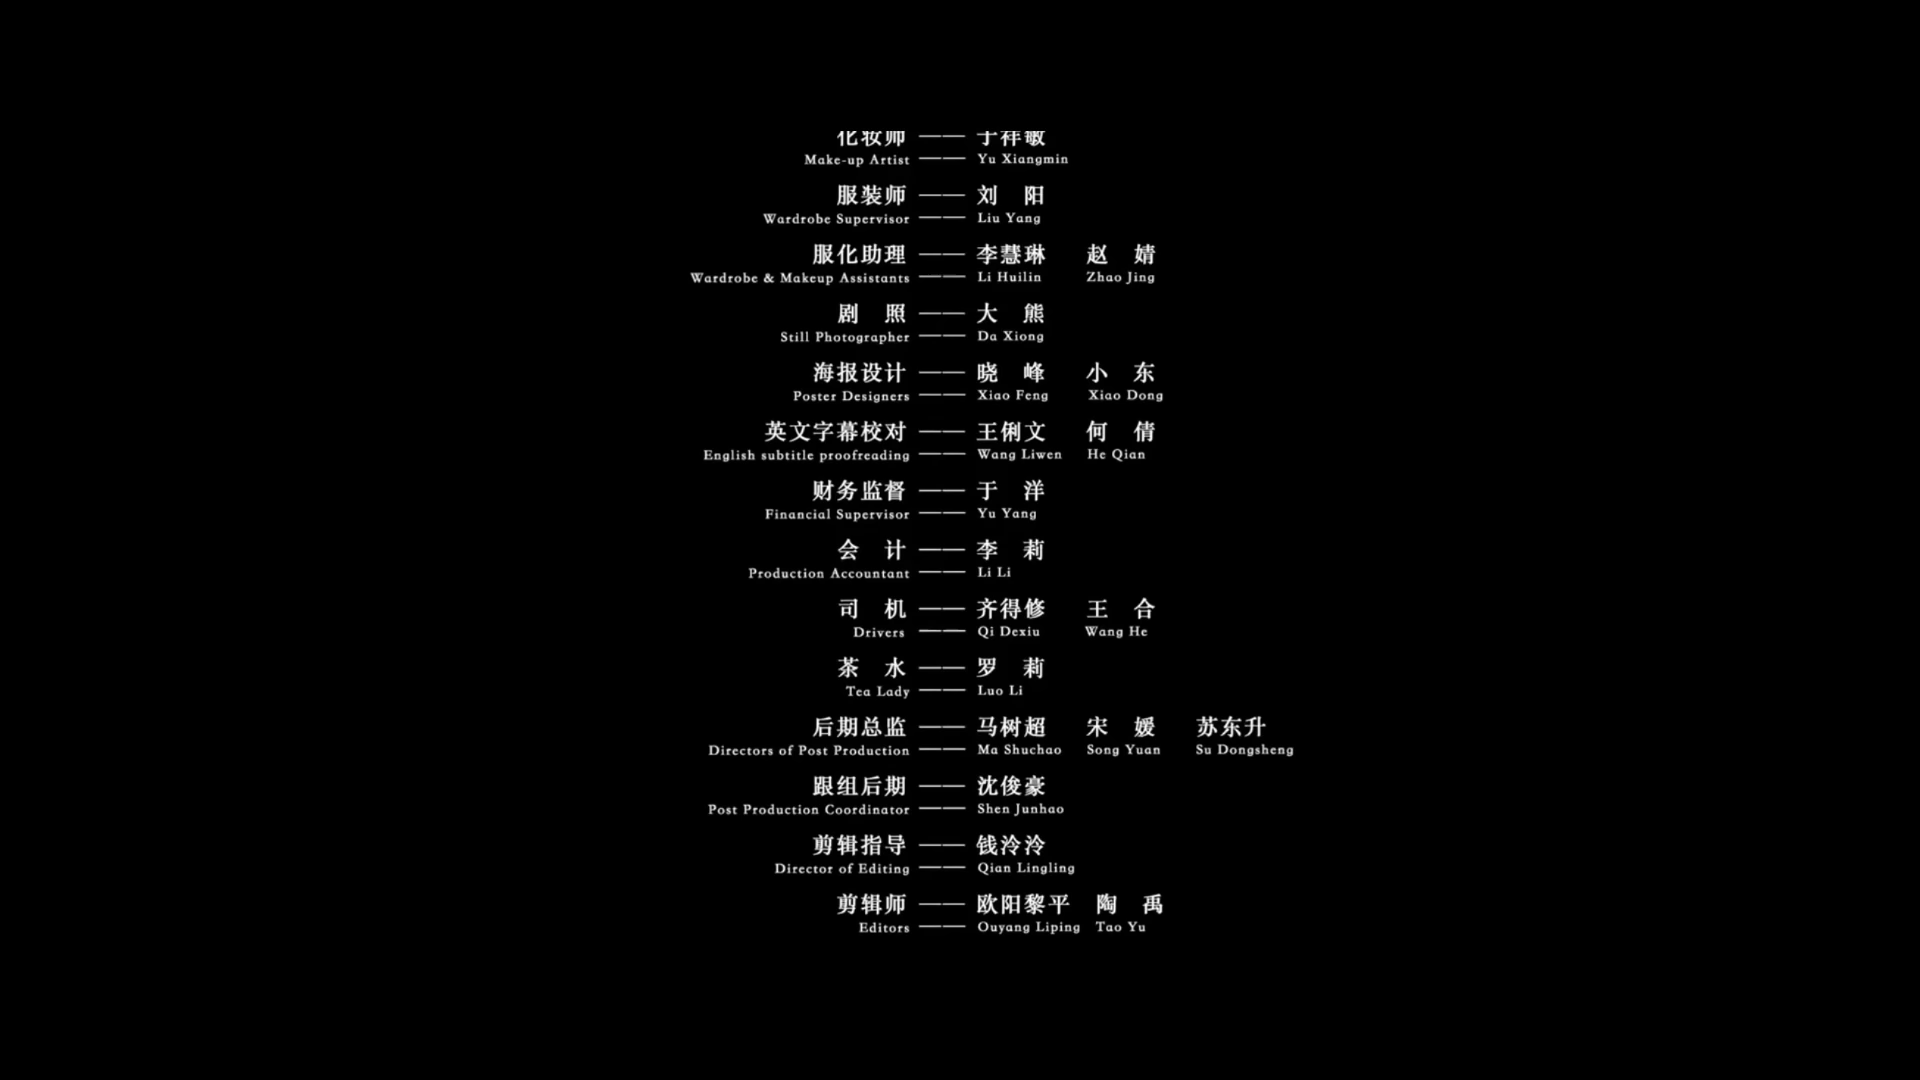 化妆师 —— 于祥敏
Make-up Artist —— Yu Xiangmin
服装师 —— 刘 阳
Wardrobe Supervisor —— Liu Yang
服化助理 —— 李慧琳 赵 婧
Wardrobe & Makeup Assistants —— Li Huilin Zhao Jing
剧 照 —— 大 熊
Still Photographer —— Da Xiong
海报设计 —— 晓 峰 小 东
Poster Designers —— Xiao Feng Xiao Dong
英文字幕校对 —— 王俐文 何 倩
English subtitle proofreading —— Wang Liwen He Qian
财务监督 —— 于 洋
Financial Supervisor —— Yu Yang
会 计 —— 李 莉
Production Accountant —— Li Li
司 机 —— 齐得修 王 合
Drivers —— Qi Dexiu Wang He
茶 水 —— 罗 莉
Tea Lady —— Luo Li
后期总监 —— 马树超 宋 媛 苏东升
Directors of Post Production —— Ma Shuchao Song Yuan Su Dongsheng
跟组后期 —— 沈俊豪
Post Production Coordinator —— Shen Junhao
剪辑指导 —— 钱泠泠
Director of Editing —— Qian Lingling
剪辑师 —— 欧阳黎平 陶 禹
Editors —— Ouyang Liping Tao Yu